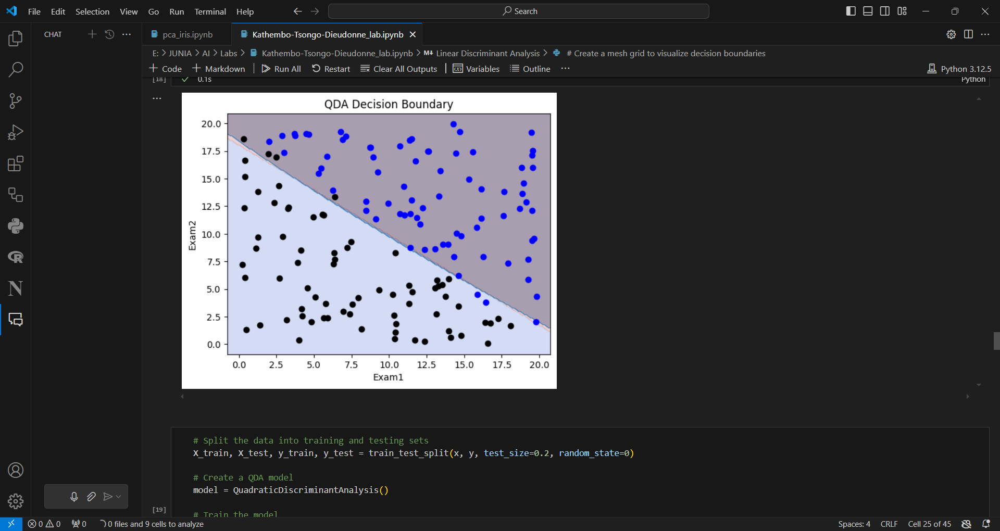 File Edit Selection View Go Run Terminal Help
Search
CHAT
pca_iris.ipynb
Kathembo-Tsongo-Dieudonne_lab.ipynb
E: > JUNIA > AI > Labs > Kathembo-Tsongo-Dieudonne_lab.ipynb > M↓ Linear Discriminant Analysis > # Create a mesh grid to visualize decision boundaries
+ Code + Markdown Run All Restart Clear All Outputs Variables Outline ...
Python 3.12.5
[18] 0.1s
Python
QDA Decision Boundary
20.0
17.5
15.0
12.5
10.0
7.5
5.0
2.5
0.0
Exam2
0.0 2.5 5.0 7.5 10.0 12.5 15.0 17.5 20.0
Exam1
# Split the data into training and testing sets
X_train, X_test, y_train, y_test = train_test_split(x, y, test_size=0.2, random_state=0)
# Create a QDA model
model = QuadraticDiscriminantAnalysis()
[19]
# Train the model
0 0 0 0 files and 9 cells to analyze
Spaces: 4 CRLF Cell 25 of 45